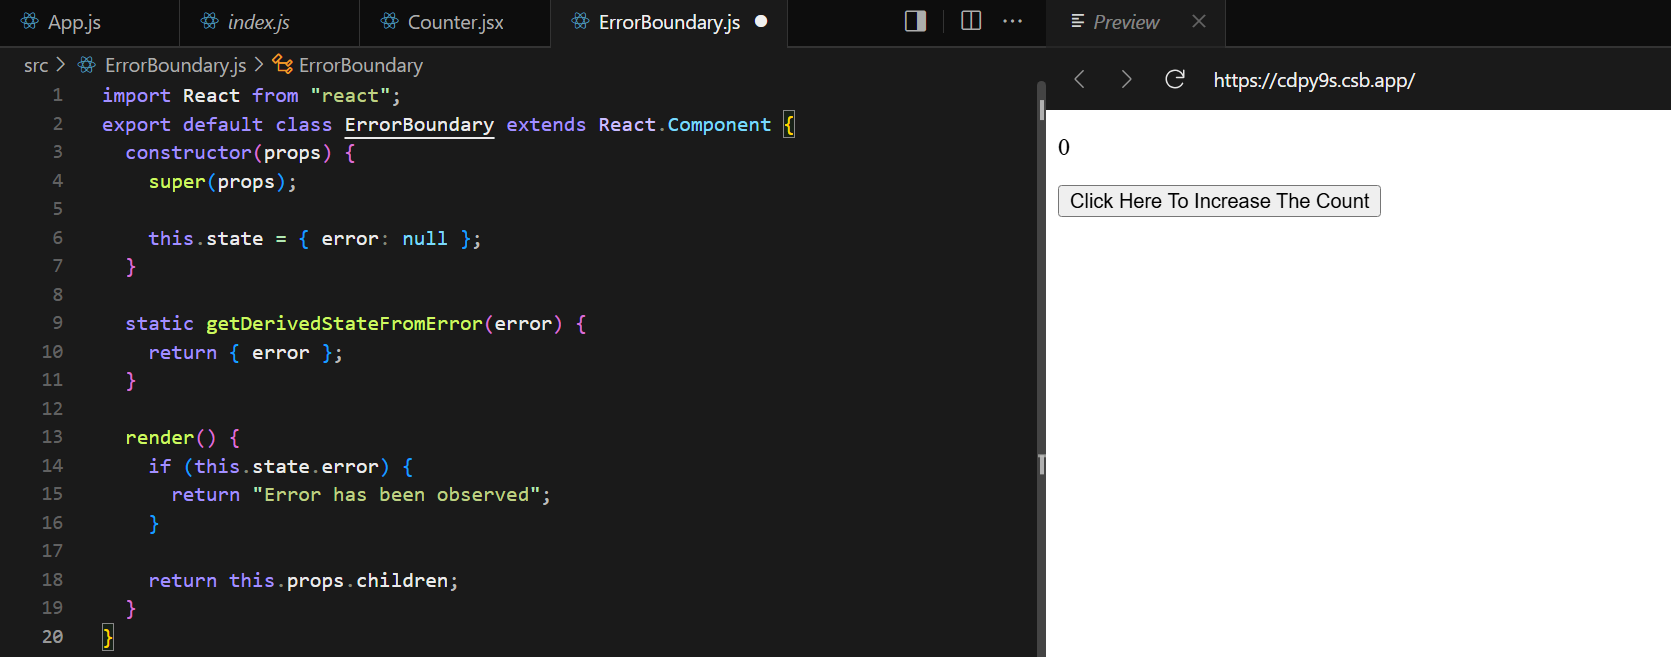 App.js index.js Counter.jsx ErrorBoundary.js Preview
src > ErrorBoundary.js > ErrorBoundary
https://cdpy9s.csb.app/
1 import React from "react";
2 export default class ErrorBoundary extends React.Component {
3 constructor(props) {
4 super(props);
5
6 this.state = { error: null };
7 }
8
9 static getDerivedStateFromError(error) {
10 return { error };
11 }
12
13 render() {
14 if (this.state.error) {
15 return "Error has been observed";
16 }
17
18 return this.props.children;
19 }
20 }
0
Click Here To Increase The Count